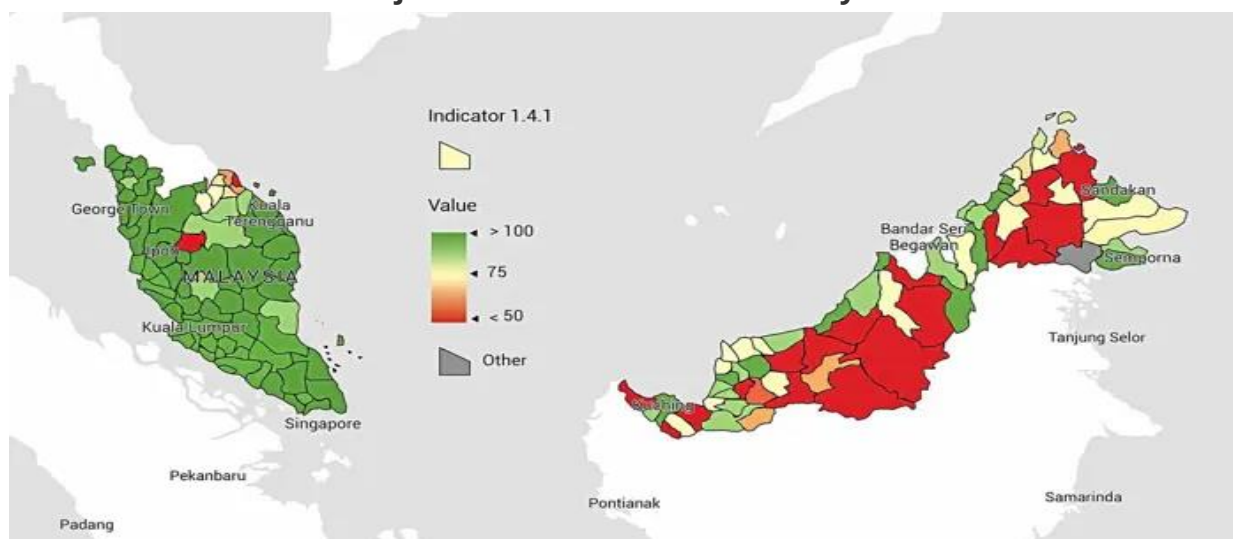 Indicator 1.4.1
Value
> 100
75
< 50
Other
George Town
Kuala
Terengganu
Ipoh
MALAYSIA
Kuala Lumpur
Singapore
Pekanbaru
Padang
Bandar Seri
Begawan
Sandakan
Semporna
Tanjung Selor
Kuching
Pontianak
Samarinda